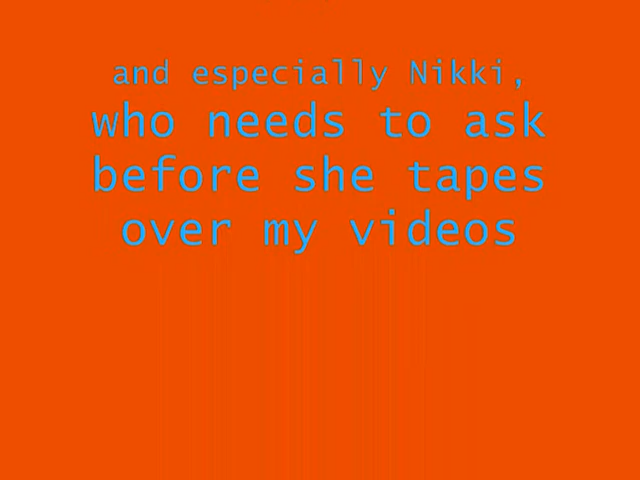 and especially Nikki,
who needs to ask
before she tapes
over my videos